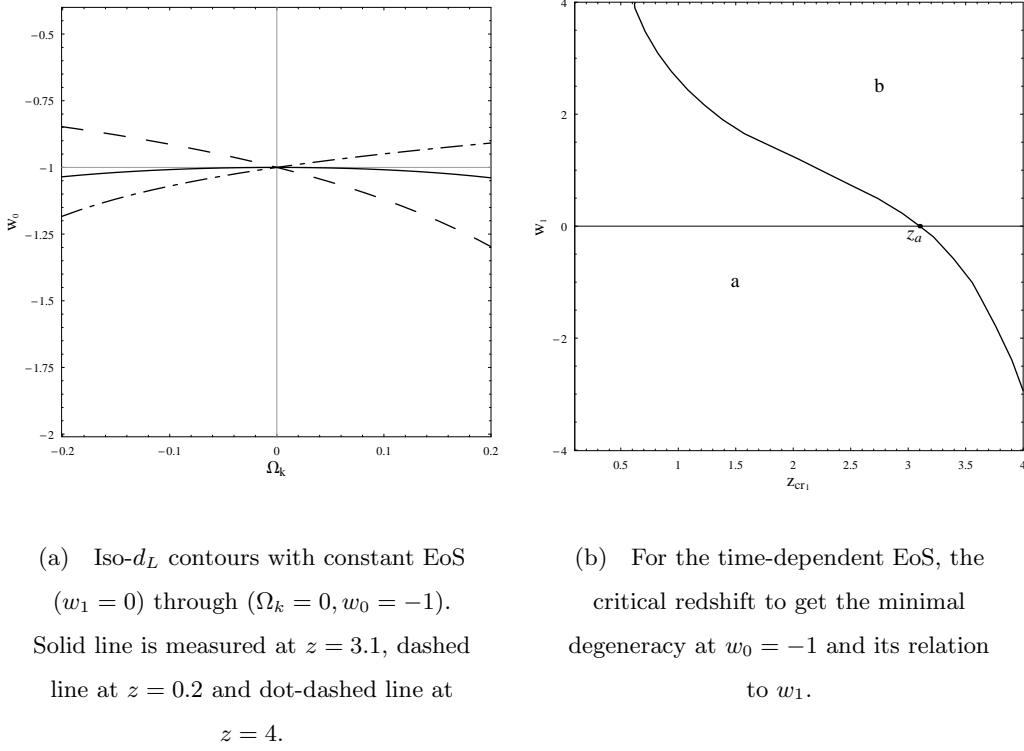 −0.5
−0.75
−1
−1.25
−1.5
−1.75
−2
w₀
−0.2 −0.1 0 0.1 0.2
Ωₖ
4
2
0
−2
−4
w₁
b
zₐ
a
0.5 1 1.5 2 2.5 3 3.5 4
z_cr₁
(a) Iso-d_L contours with constant EoS
(w₁ = 0) through (Ωₖ = 0, w₀ = −1).
Solid line is measured at z = 3.1, dashed
line at z = 0.2 and dot-dashed line at
z = 4.
(b) For the time-dependent EoS, the
critical redshift to get the minimal
degeneracy at w₀ = −1 and its relation
to w₁.